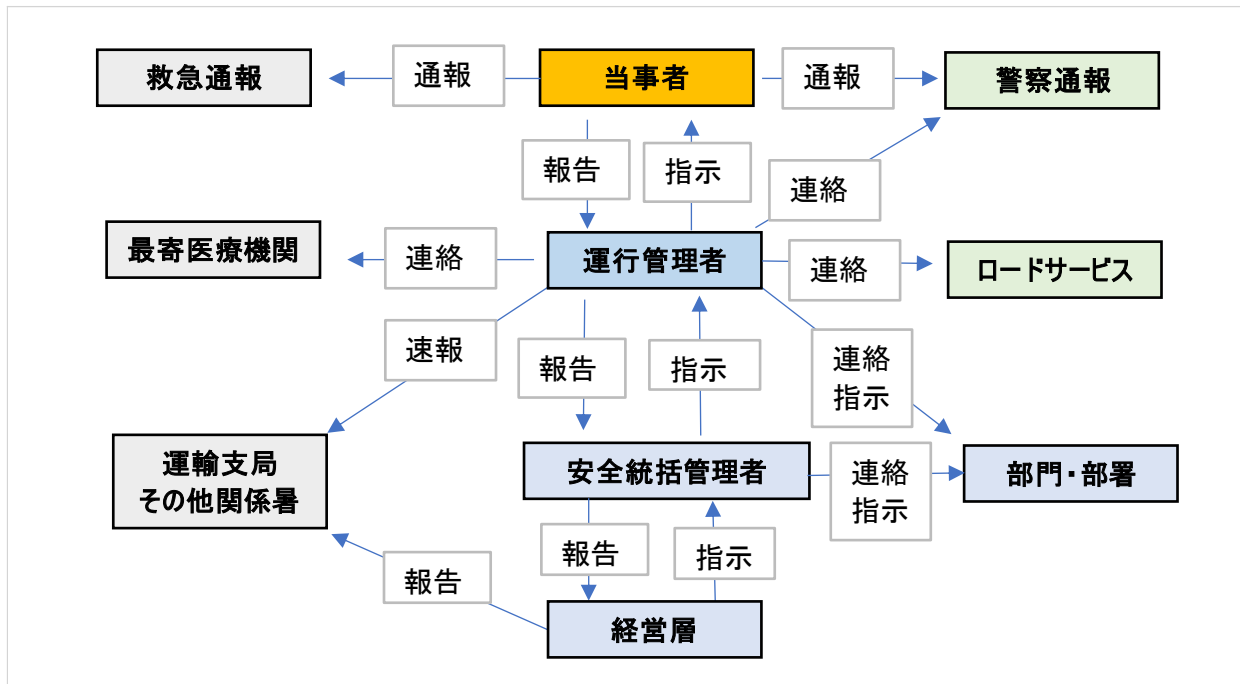 救急通報
通報
当事者
通報
警察通報
報告
指示
連絡
最寄医療機関
連絡
運行管理者
連絡
ロードサービス
速報
報告
指示
連絡
指示
運輸支局
その他関係暑
安全統括管理者
連絡
指示
部門・部署
報告
報告
指示
経営層